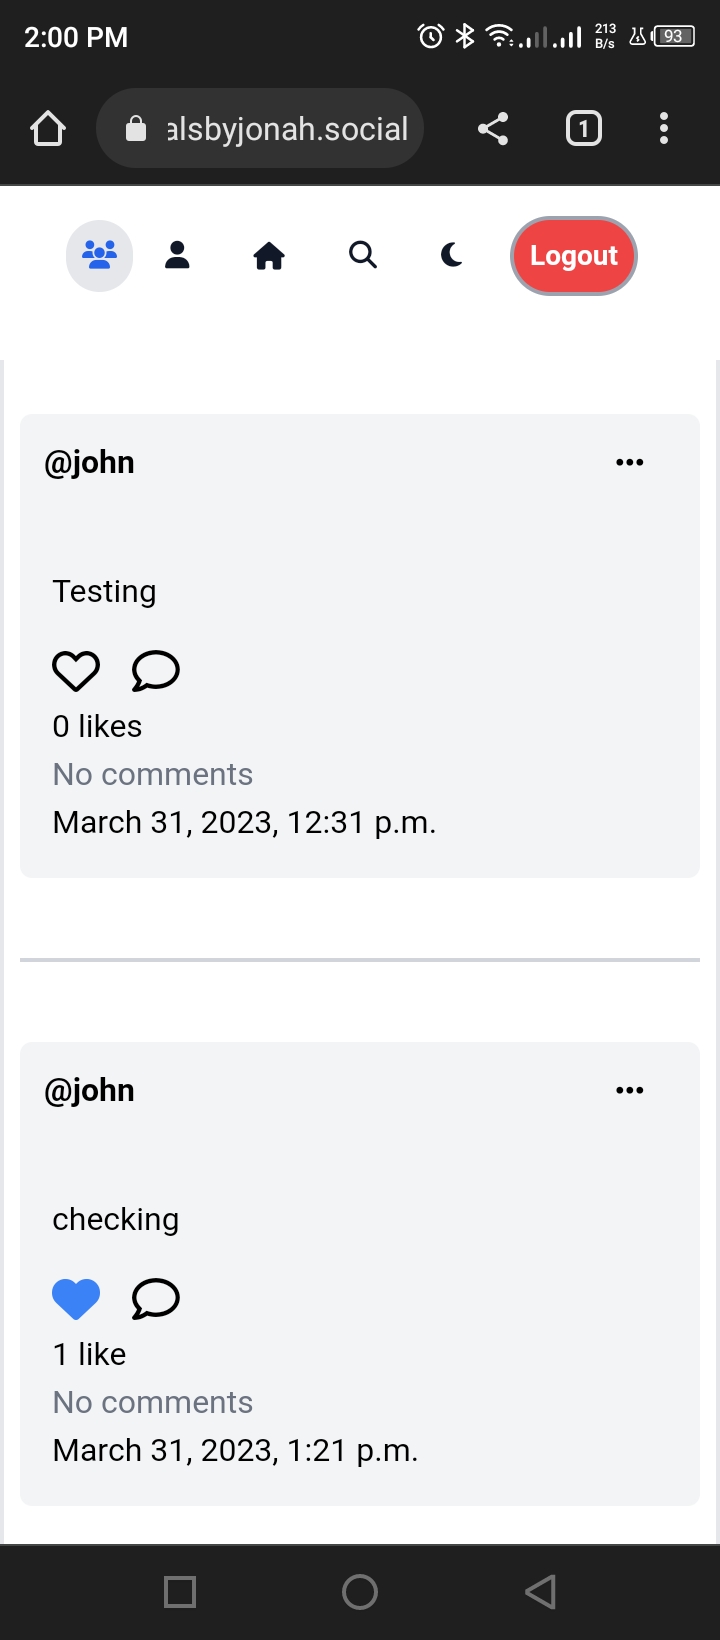 2:00 PM
213
B/s
93
alsbyjonah.social
1
Logout
@john
Testing
0 likes
No comments
March 31, 2023, 12:31 p.m.
@john
checking
1 like
No comments
March 31, 2023, 1:21 p.m.